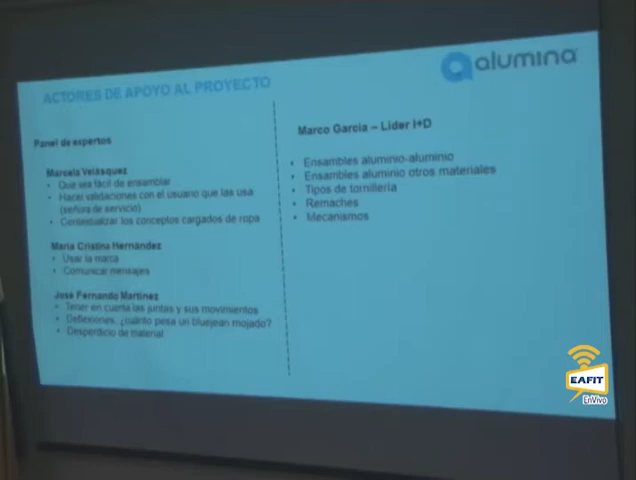 ACTORES DE APOYO AL PROYECTO
alumina
Panel de expertos
Marcela Velásquez
• Que sea fácil de ensamblar
• Hacer validaciones con el usuario que las usa
(señora de servicio)
• Contextualizar los conceptos cargados de ropa
María Cristina Hernández
• Usar la marca
• Comunicar mensajes
José Fernando Martínez
• Tener en cuenta las juntas y sus movimientos
• Deflexiones, ¿cuánto pesa un bluejean mojado?
• Desperdicio de material
Marco García – Líder I+D
• Ensambles aluminio-aluminio
• Ensambles aluminio otros materiales
• Tipos de tornillería
• Remaches
• Mecanismos
EAFIT
EnVivo